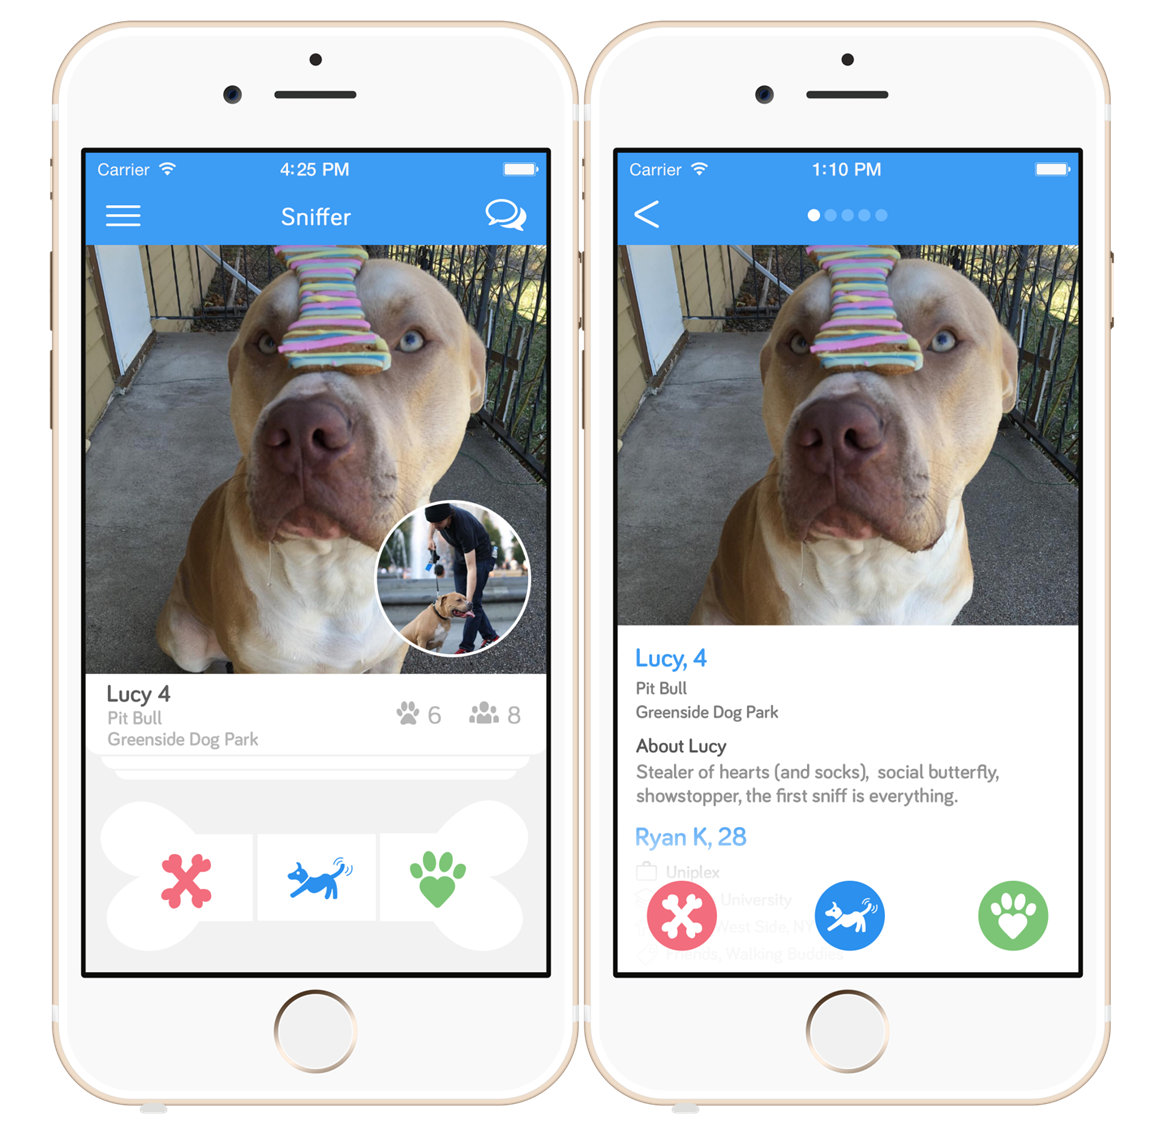 Carrier 4:25 PM
Sniffer
Lucy 4
Pit Bull
Greenside Dog Park
6 8
Carrier 1:10 PM
Lucy, 4
Pit Bull
Greenside Dog Park
About Lucy
Stealer of hearts (and socks), social butterfly,
showstopper, the first sniff is everything.
Ryan K, 28
Uniplex
University
West Side, NY
Friends, Walking Buddies